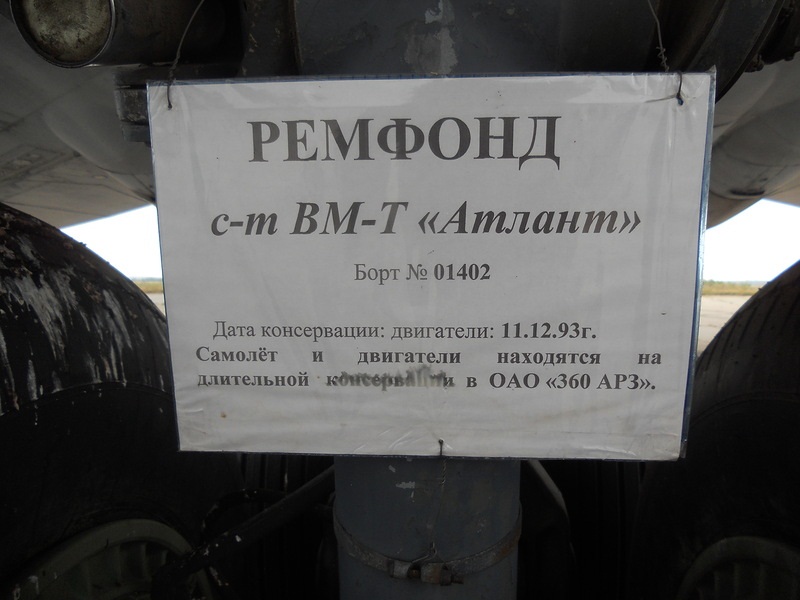 РЕМФОНД
с-т ВМ-Т «Атлант»
Борт № 01402
Дата консервации: двигатели: 11.12.93г.
Самолёт и двигатели находятся на
длительной консервации в ОАО «360 АРЗ».